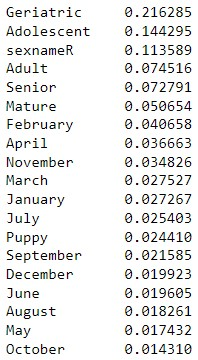 Geriatric 0.216285
Adolescent 0.144295
sexnameR 0.113589
Adult 0.074516
Senior 0.072791
Mature 0.050654
February 0.040658
April 0.036663
November 0.034826
March 0.027527
January 0.027267
July 0.025403
Puppy 0.024410
September 0.021585
December 0.019923
June 0.019605
August 0.018261
May 0.017432
October 0.014310